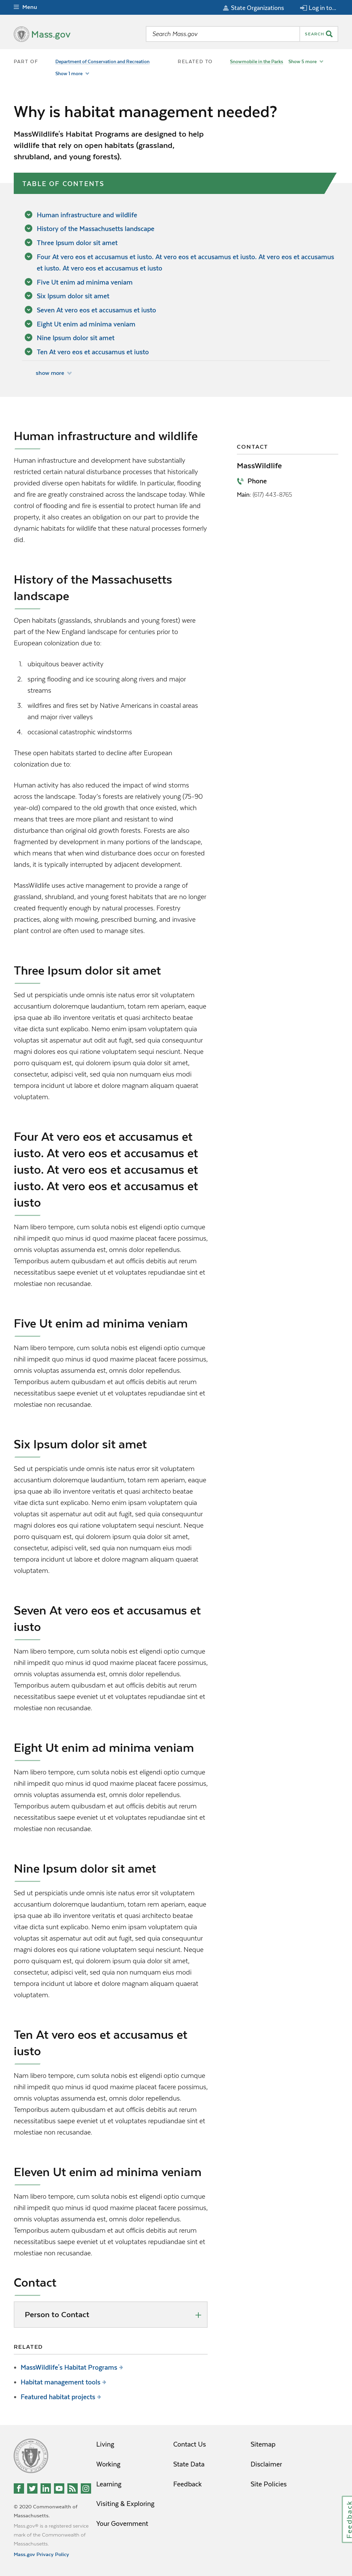 Menu
State Organizations
Log in to...
Mass.gov
Search Mass.gov
SEARCH
PART OF
Department of Conservation and Recreation
Show 1 more
RELATED TO
Snowmobile in the Parks
Show 5 more
Why is habitat management needed?
MassWildlife's Habitat Programs are designed to help
wildlife that rely on open habitats (grassland,
shrubland, and young forests).
TABLE OF CONTENTS
Human infrastructure and wildlife
History of the Massachusetts landscape
Three Ipsum dolor sit amet
Four At vero eos et accusamus et iusto. At vero eos et accusamus et iusto. At vero eos et accusamus
et iusto. At vero eos et accusamus et iusto
Five Ut enim ad minima veniam
Six Ipsum dolor sit amet
Seven At vero eos et accusamus et iusto
Eight Ut enim ad minima veniam
Nine Ipsum dolor sit amet
Ten At vero eos et accusamus et iusto
show more
Human infrastructure and wildlife
Human infrastructure and development have substantially
restricted certain natural disturbance processes that historically
provided diverse open habitats for wildlife. In particular, flooding
and fire are greatly constrained across the landscape today. While
control of flooding and fire is essential to protect human life and
property, it also creates an obligation on our part to provide the
dynamic habitats for wildlife that these natural processes formerly
did.
CONTACT
MassWildlife
Phone
Main: (617) 443-8765
History of the Massachusetts
landscape
Open habitats (grasslands, shrublands and young forest) were
part of the New England landscape for centuries prior to
European colonization due to:
1. ubiquitous beaver activity
2. spring flooding and ice scouring along rivers and major
streams
3. wildfires and fires set by Native Americans in coastal areas
and major river valleys
4. occasional catastrophic windstorms
These open habitats started to decline after European
colonization due to:
Human activity has also reduced the impact of wind storms
across the landscape. Today's forests are relatively young (75-90
year-old) compared to the old growth that once existed, which
means that trees are more pliant and resistant to wind
disturbance than original old growth forests. Forests are also
fragmented by development in many portions of the landscape,
which means that when wind disturbance does occur on forested
lands, it is typically interrupted by adjacent development.
MassWildlife uses active management to provide a range of
grassland, shrubland, and young forest habitats that are no longer
created frequently enough by natural processes. Forestry
practices, along with mowing, prescribed burning, and invasive
plant control are often used to manage sites.
Three Ipsum dolor sit amet
Sed ut perspiciatis unde omnis iste natus error sit voluptatem
accusantium doloremque laudantium, totam rem aperiam, eaque
ipsa quae ab illo inventore veritatis et quasi architecto beatae
vitae dicta sunt explicabo. Nemo enim ipsam voluptatem quia
voluptas sit aspernatur aut odit aut fugit, sed quia consequuntur
magni dolores eos qui ratione voluptatem sequi nesciunt. Neque
porro quisquam est, qui dolorem ipsum quia dolor sit amet,
consectetur, adipisci velit, sed quia non numquam eius modi
tempora incidunt ut labore et dolore magnam aliquam quaerat
voluptatem.
Four At vero eos et accusamus et
iusto. At vero eos et accusamus et
iusto. At vero eos et accusamus et
iusto. At vero eos et accusamus et
iusto
Nam libero tempore, cum soluta nobis est eligendi optio cumque
nihil impedit quo minus id quod maxime placeat facere possimus,
omnis voluptas assumenda est, omnis dolor repellendus.
Temporibus autem quibusdam et aut officiis debitis aut rerum
necessitatibus saepe eveniet ut et voluptates repudiandae sint et
molestiae non recusandae.
Five Ut enim ad minima veniam
Nam libero tempore, cum soluta nobis est eligendi optio cumque
nihil impedit quo minus id quod maxime placeat facere possimus,
omnis voluptas assumenda est, omnis dolor repellendus.
Temporibus autem quibusdam et aut officiis debitis aut rerum
necessitatibus saepe eveniet ut et voluptates repudiandae sint et
molestiae non recusandae.
Six Ipsum dolor sit amet
Sed ut perspiciatis unde omnis iste natus error sit voluptatem
accusantium doloremque laudantium, totam rem aperiam, eaque
ipsa quae ab illo inventore veritatis et quasi architecto beatae
vitae dicta sunt explicabo. Nemo enim ipsam voluptatem quia
voluptas sit aspernatur aut odit aut fugit, sed quia consequuntur
magni dolores eos qui ratione voluptatem sequi nesciunt. Neque
porro quisquam est, qui dolorem ipsum quia dolor sit amet,
consectetur, adipisci velit, sed quia non numquam eius modi
tempora incidunt ut labore et dolore magnam aliquam quaerat
voluptatem.
Seven At vero eos et accusamus et
iusto
Nam libero tempore, cum soluta nobis est eligendi optio cumque
nihil impedit quo minus id quod maxime placeat facere possimus,
omnis voluptas assumenda est, omnis dolor repellendus.
Temporibus autem quibusdam et aut officiis debitis aut rerum
necessitatibus saepe eveniet ut et voluptates repudiandae sint et
molestiae non recusandae.
Eight Ut enim ad minima veniam
Nam libero tempore, cum soluta nobis est eligendi optio cumque
nihil impedit quo minus id quod maxime placeat facere possimus,
omnis voluptas assumenda est, omnis dolor repellendus.
Temporibus autem quibusdam et aut officiis debitis aut rerum
necessitatibus saepe eveniet ut et voluptates repudiandae sint et
molestiae non recusandae.
Nine Ipsum dolor sit amet
Sed ut perspiciatis unde omnis iste natus error sit voluptatem
accusantium doloremque laudantium, totam rem aperiam, eaque
ipsa quae ab illo inventore veritatis et quasi architecto beatae
vitae dicta sunt explicabo. Nemo enim ipsam voluptatem quia
voluptas sit aspernatur aut odit aut fugit, sed quia consequuntur
magni dolores eos qui ratione voluptatem sequi nesciunt. Neque
porro quisquam est, qui dolorem ipsum quia dolor sit amet,
consectetur, adipisci velit, sed quia non numquam eius modi
tempora incidunt ut labore et dolore magnam aliquam quaerat
voluptatem.
Ten At vero eos et accusamus et
iusto
Nam libero tempore, cum soluta nobis est eligendi optio cumque
nihil impedit quo minus id quod maxime placeat facere possimus,
omnis voluptas assumenda est, omnis dolor repellendus.
Temporibus autem quibusdam et aut officiis debitis aut rerum
necessitatibus saepe eveniet ut et voluptates repudiandae sint et
molestiae non recusandae.
Eleven Ut enim ad minima veniam
Nam libero tempore, cum soluta nobis est eligendi optio cumque
nihil impedit quo minus id quod maxime placeat facere possimus,
omnis voluptas assumenda est, omnis dolor repellendus.
Temporibus autem quibusdam et aut officiis debitis aut rerum
necessitatibus saepe eveniet ut et voluptates repudiandae sint et
molestiae non recusandae.
Contact
Person to Contact
RELATED
MassWildlife's Habitat Programs
Habitat management tools
Featured habitat projects
Living
Working
Learning
Visiting & Exploring
Your Government
Contact Us
State Data
Feedback
Sitemap
Disclaimer
Site Policies
© 2020 Commonwealth of
Massachusetts.
Mass.gov® is a registered service
mark of the Commonwealth of
Massachusetts.
Mass.gov Privacy Policy
Feedback